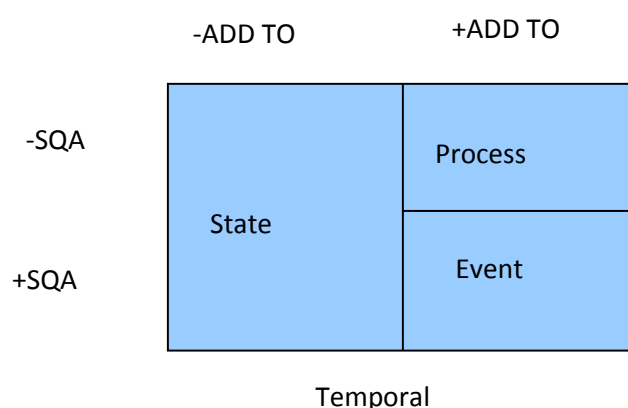 -ADD TO +ADD TO
-SQA
Process
State
Event
+SQA
Temporal